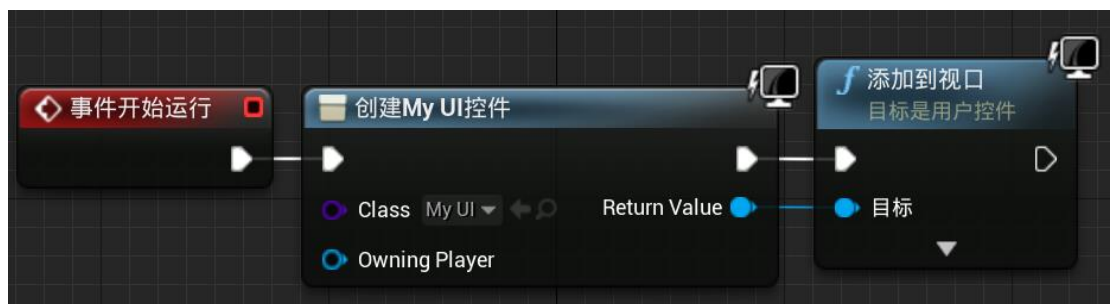 事件开始运行
创建My UI控件
Class My UI
Return Value
Owning Player
f 添加到视口
目标是用户控件
目标